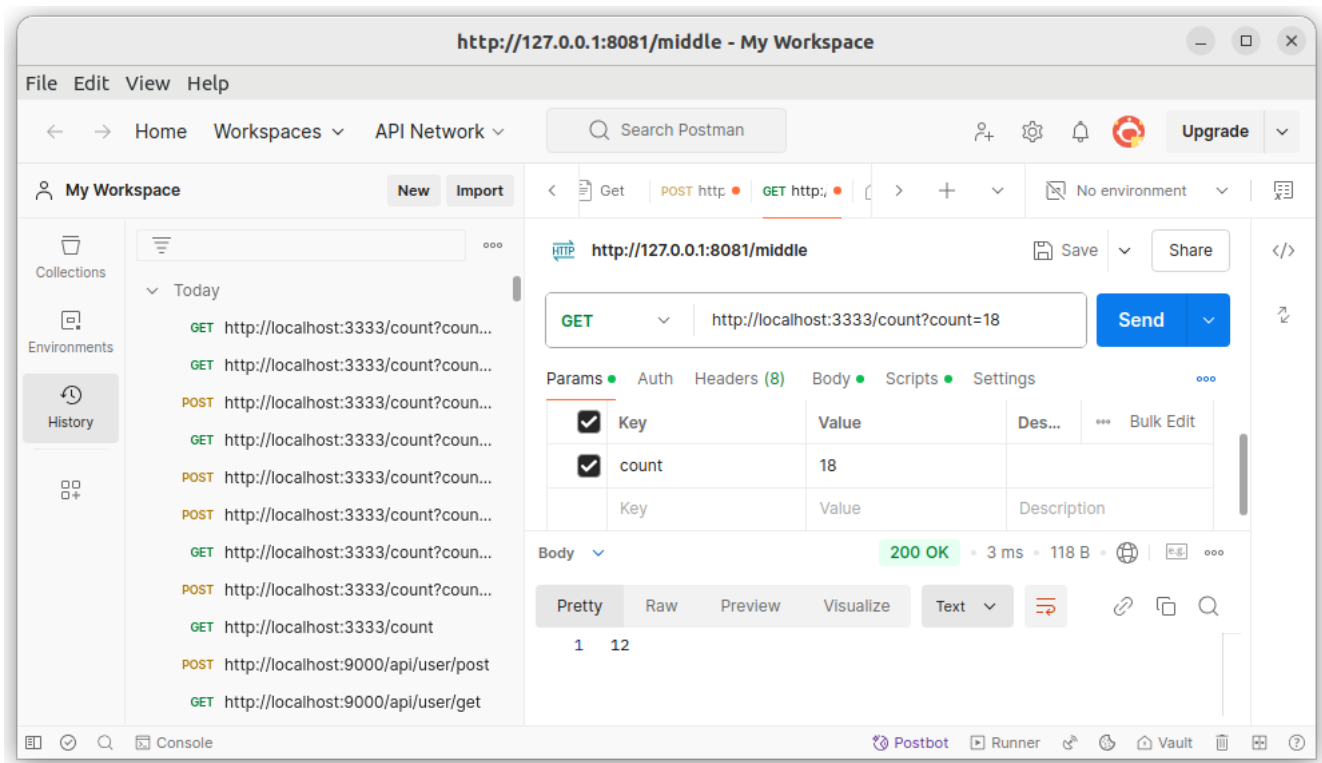 http://127.0.0.1:8081/middle - My Workspace
File Edit View Help
Home Workspaces API Network Search Postman Upgrade
My Workspace New Import
Get POST http GET http:/ No environment
Collections
Environments
History
Today
GET http://localhost:3333/count?coun...
GET http://localhost:3333/count?coun...
POST http://localhost:3333/count?coun...
GET http://localhost:3333/count?coun...
POST http://localhost:3333/count?coun...
POST http://localhost:3333/count?coun...
GET http://localhost:3333/count?coun...
POST http://localhost:3333/count?coun...
GET http://localhost:3333/count
POST http://localhost:9000/api/user/post
GET http://localhost:9000/api/user/get
HTTP http://127.0.0.1:8081/middle Save Share
GET http://localhost:3333/count?count=18 Send
Params Auth Headers (8) Body Scripts Settings
Key Value Des... Bulk Edit
count 18
Key Value Description
Body 200 OK 3 ms 118 B e.g.
Pretty Raw Preview Visualize Text
1 12
Console Postbot Runner Vault